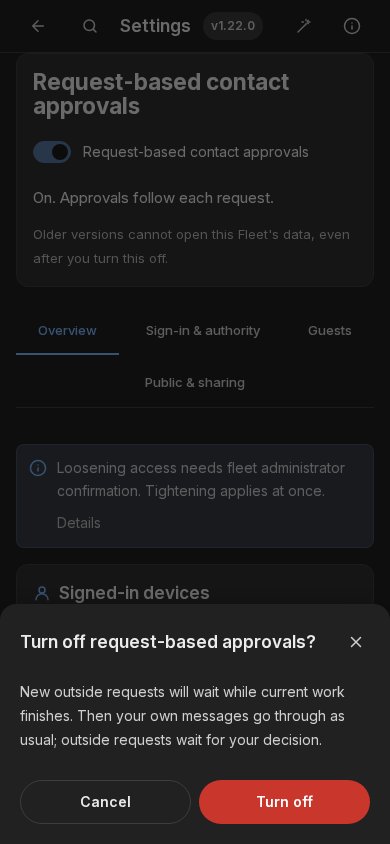 Settings v1.22.0
Request-based contact
approvals
Request-based contact approvals
On. Approvals follow each request.
Older versions cannot open this Fleet's data, even
after you turn this off.
Overview Sign-in & authority Guests
Public & sharing
Loosening access needs fleet administrator
confirmation. Tightening applies at once.
Details
Signed-in devices
Turn off request-based approvals?
New outside requests will wait while current work
finishes. Then your own messages go through as
usual; outside requests wait for your decision.
Cancel Turn off